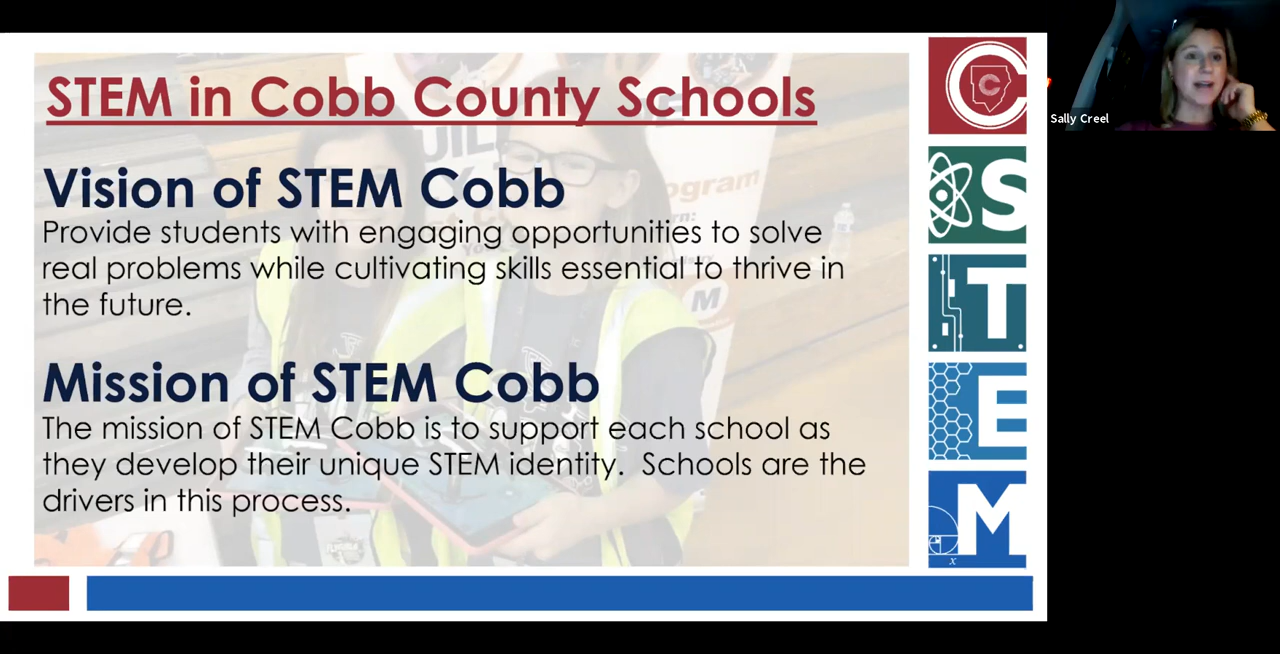 STEM in Cobb County Schools
Vision of STEM Cobb
Provide students with engaging opportunities to solve
real problems while cultivating skills essential to thrive in
the future.
Mission of STEM Cobb
The mission of STEM Cobb is to support each school as
they develop their unique STEM identity.  Schools are the
drivers in this process.
C
S
T
E
M
x
Sally Creel
ogram
M